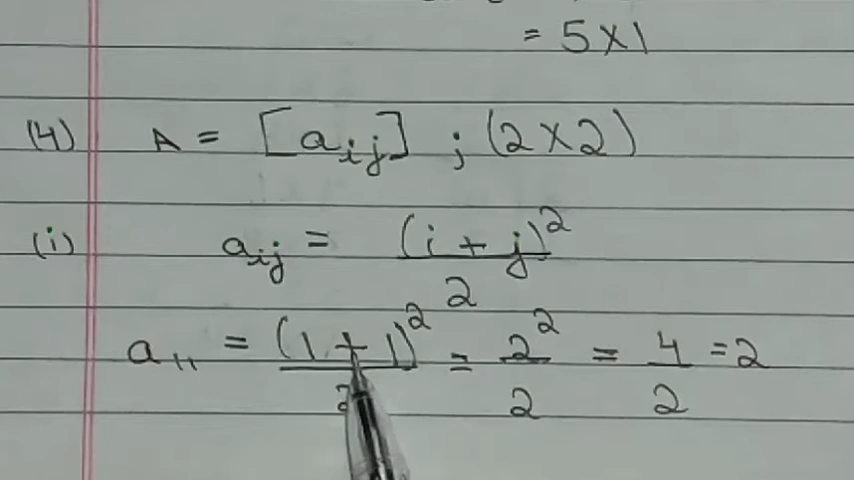 = 5×1
(4) A = [aij] ; (2×2)
(i) aij = (i + j)²/2
a11 = (1 + 1)²/2 = 2²/2 = 4/2 = 2